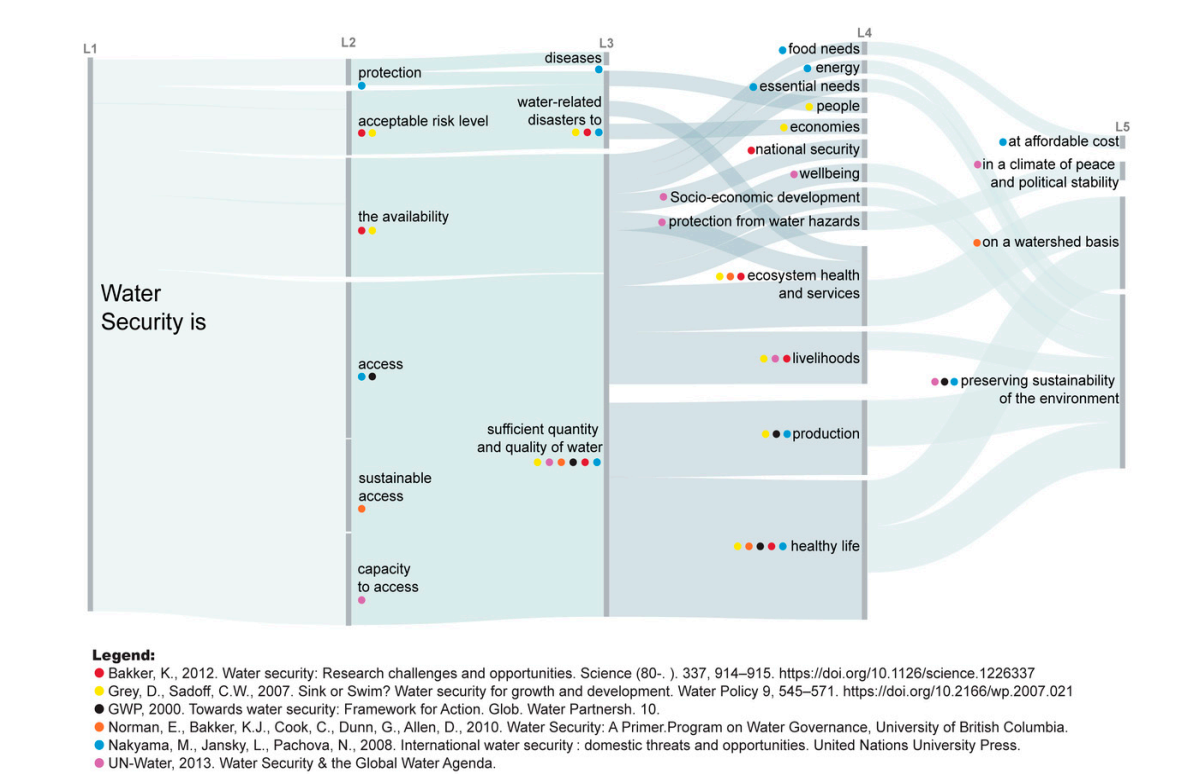 L1
L2
L3
L4
L5
Water
Security is
protection
acceptable risk level
the availability
access
sustainable
access
capacity
to access
diseases
water-related
disasters to
sufficient quantity
and quality of water
food needs
energy
essential needs
people
economies
national security
wellbeing
Socio-economic development
protection from water hazards
ecosystem health
and services
livelihoods
production
healthy life
at affordable cost
in a climate of peace
and political stability
on a watershed basis
preserving sustainability
of the environment
Legend:
Bakker, K., 2012. Water security: Research challenges and opportunities. Science (80-. ). 337, 914–915. https://doi.org/10.1126/science.1226337
Grey, D., Sadoff, C.W., 2007. Sink or Swim? Water security for growth and development. Water Policy 9, 545–571. https://doi.org/10.2166/wp.2007.021
GWP, 2000. Towards water security: Framework for Action. Glob. Water Partnersh. 10.
Norman, E., Bakker, K.J., Cook, C., Dunn, G., Allen, D., 2010. Water Security: A Primer.Program on Water Governance, University of British Columbia.
Nakyama, M., Jansky, L., Pachova, N., 2008. International water security : domestic threats and opportunities. United Nations University Press.
UN-Water, 2013. Water Security & the Global Water Agenda.